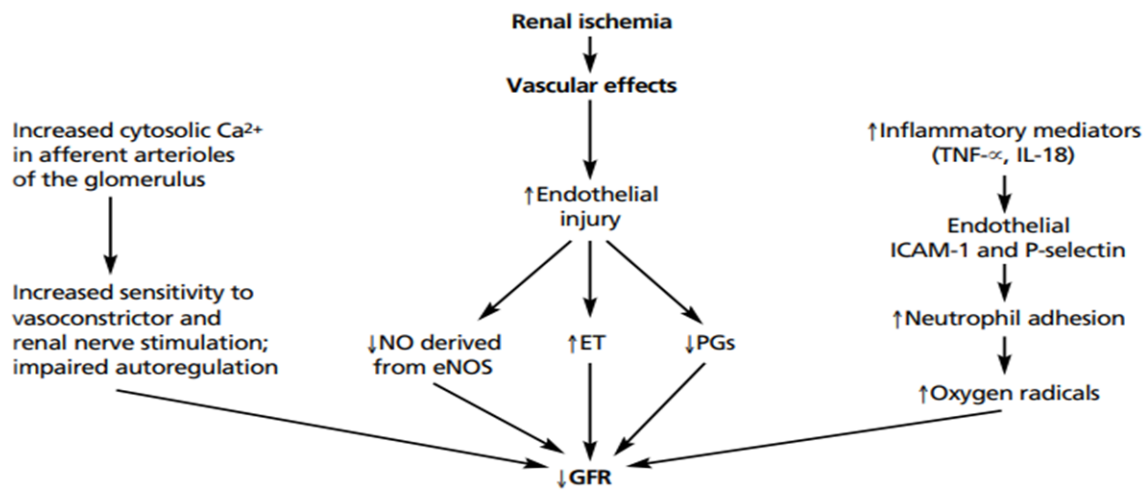 Renal ischemia
Vascular effects
Increased cytosolic Ca²⁺
in afferent arterioles
of the glomerulus
Increased sensitivity to
vasoconstrictor and
renal nerve stimulation;
impaired autoregulation
↑Endothelial
injury
↓NO derived
from eNOS
↑ET
↓PGs
↑Inflammatory mediators
(TNF-∝, IL-18)
Endothelial
ICAM-1 and P-selectin
↑Neutrophil adhesion
↑Oxygen radicals
↓GFR